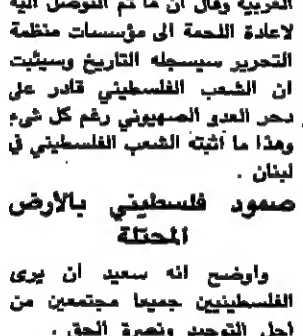 العربية وقال ان ما تم التوصل اليه
لاعادة اللحمة الى مؤسسات منظمة
التحرير سيسجله التاريخ وسيثبت
ان الشعب الفلسطيني قادر على
دحر العدو الصهيوني رغم كل شيء
وهذا ما اثبته الشعب الفلسطيني في
لبنان .
صمود فلسطيني بالأرض
المحتلة
واوضح انه سعيد ان يرى
الفلسطينيين جميعا مجتمعين من
اجل التوحيد ونصرة الحق .